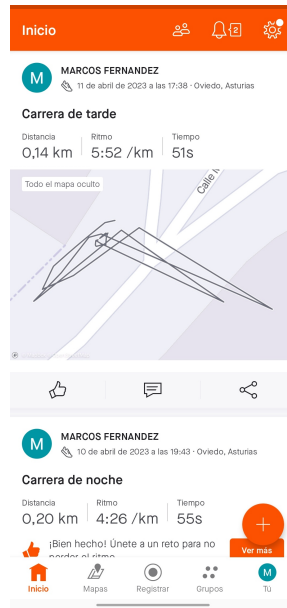 Inicio
2
M
MARCOS FERNANDEZ
11 de abril de 2023 a las 17:38 · Oviedo, Asturias
Carrera de tarde
Distancia Ritmo Tiempo
0,14 km 5:52 /km 51s
Todo el mapa oculto
Calle
M
MARCOS FERNANDEZ
10 de abril de 2023 a las 19:43 · Oviedo, Asturias
Carrera de noche
Distancia Ritmo Tiempo
0,20 km 4:26 /km 55s
¡Bien hecho! Únete a un reto para no
perder el ritmo
Ver más
M
Inicio Mapas Registrar Grupos Tú